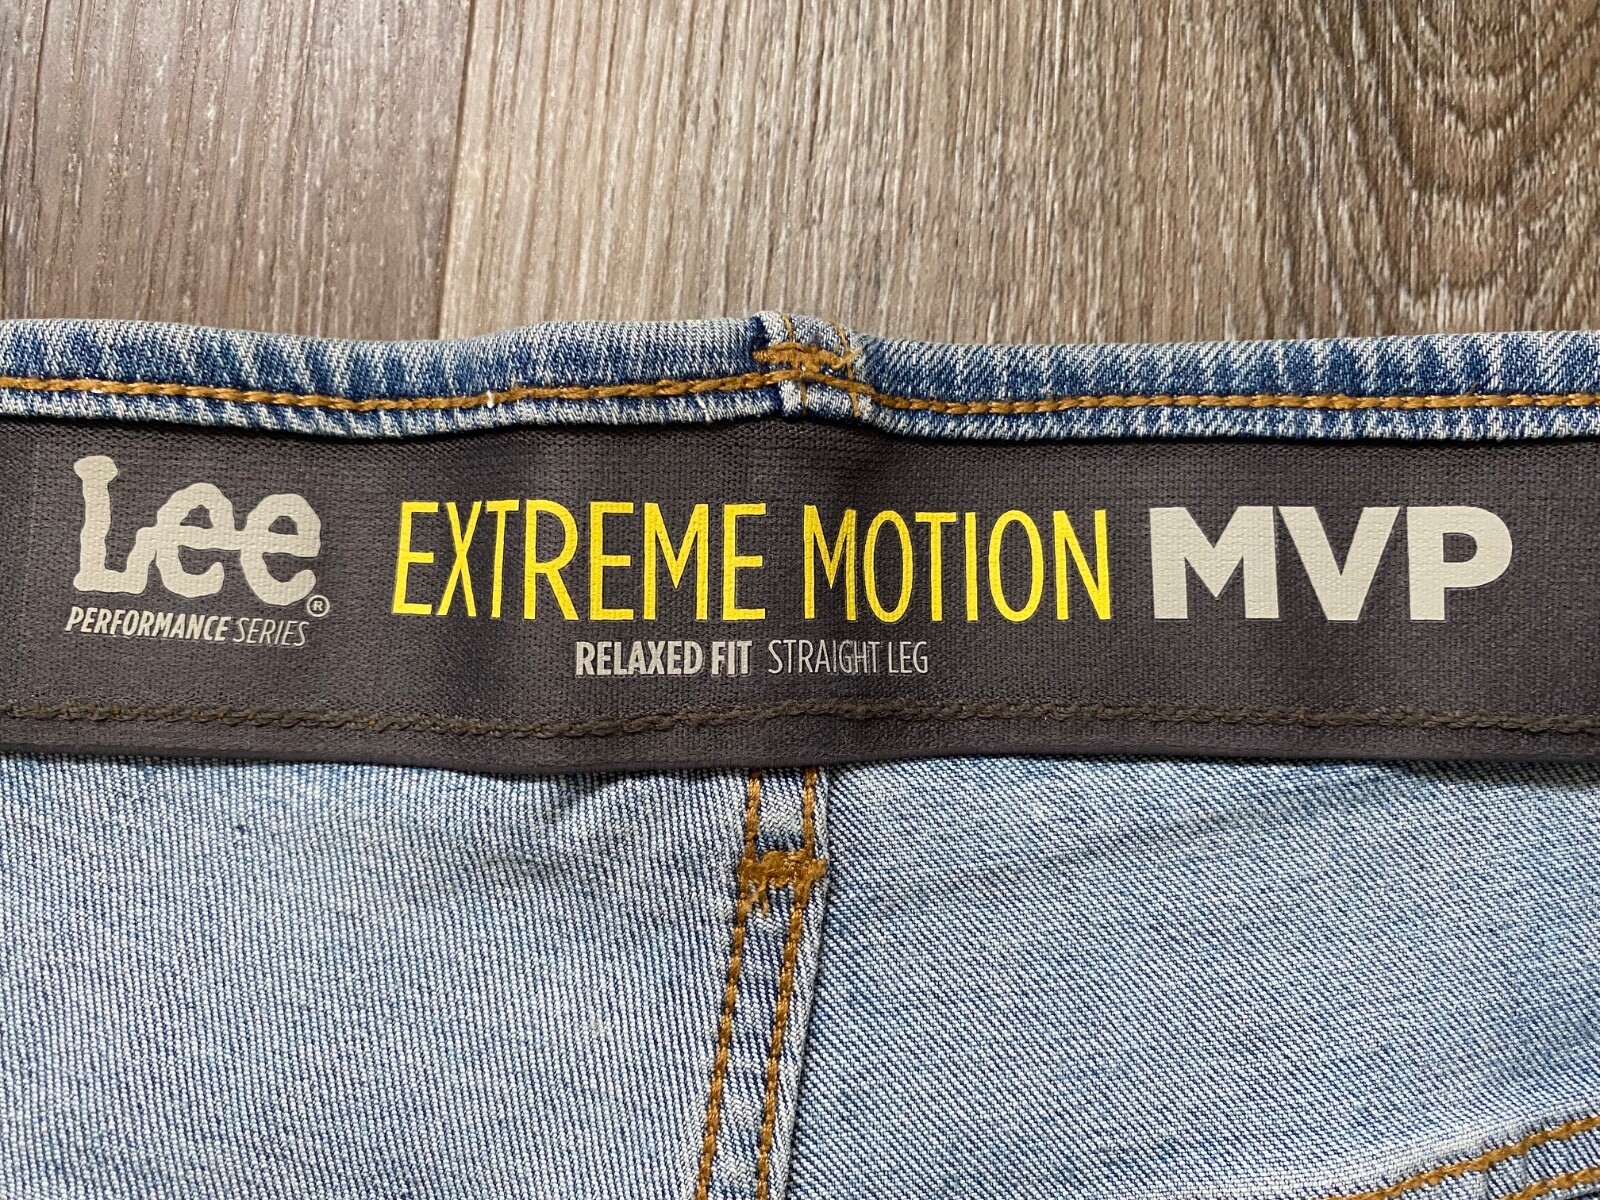 Lee® EXTREME MOTION MVP
PERFORMANCE SERIES
RELAXED FIT STRAIGHT LEG